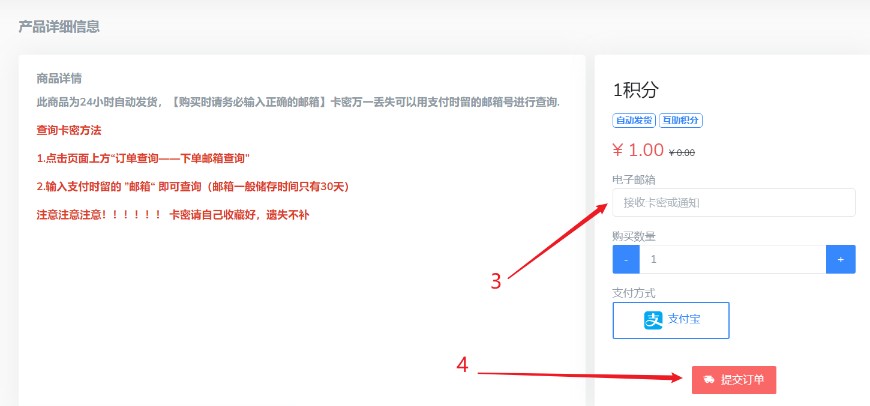 产品详细信息
商品详情
此商品为24小时自动发货，【购买时请务必输入正确的邮箱】卡密万一丢失可以用支付时留的邮箱号进行查询.
查询卡密方法
1.点击页面上方“订单查询——下单邮箱查询”
2.输入支付时留的 "邮箱“ 即可查询（邮箱一般储存时间只有30天）
注意注意注意！！！！！！ 卡密请自己收藏好，遗失不补
1积分
自动发货 互助积分
¥ 1.00 ¥ 0.00
电子邮箱
接收卡密或通知
购买数量
- 1 +
3
支付方式
支付宝
4
提交订单